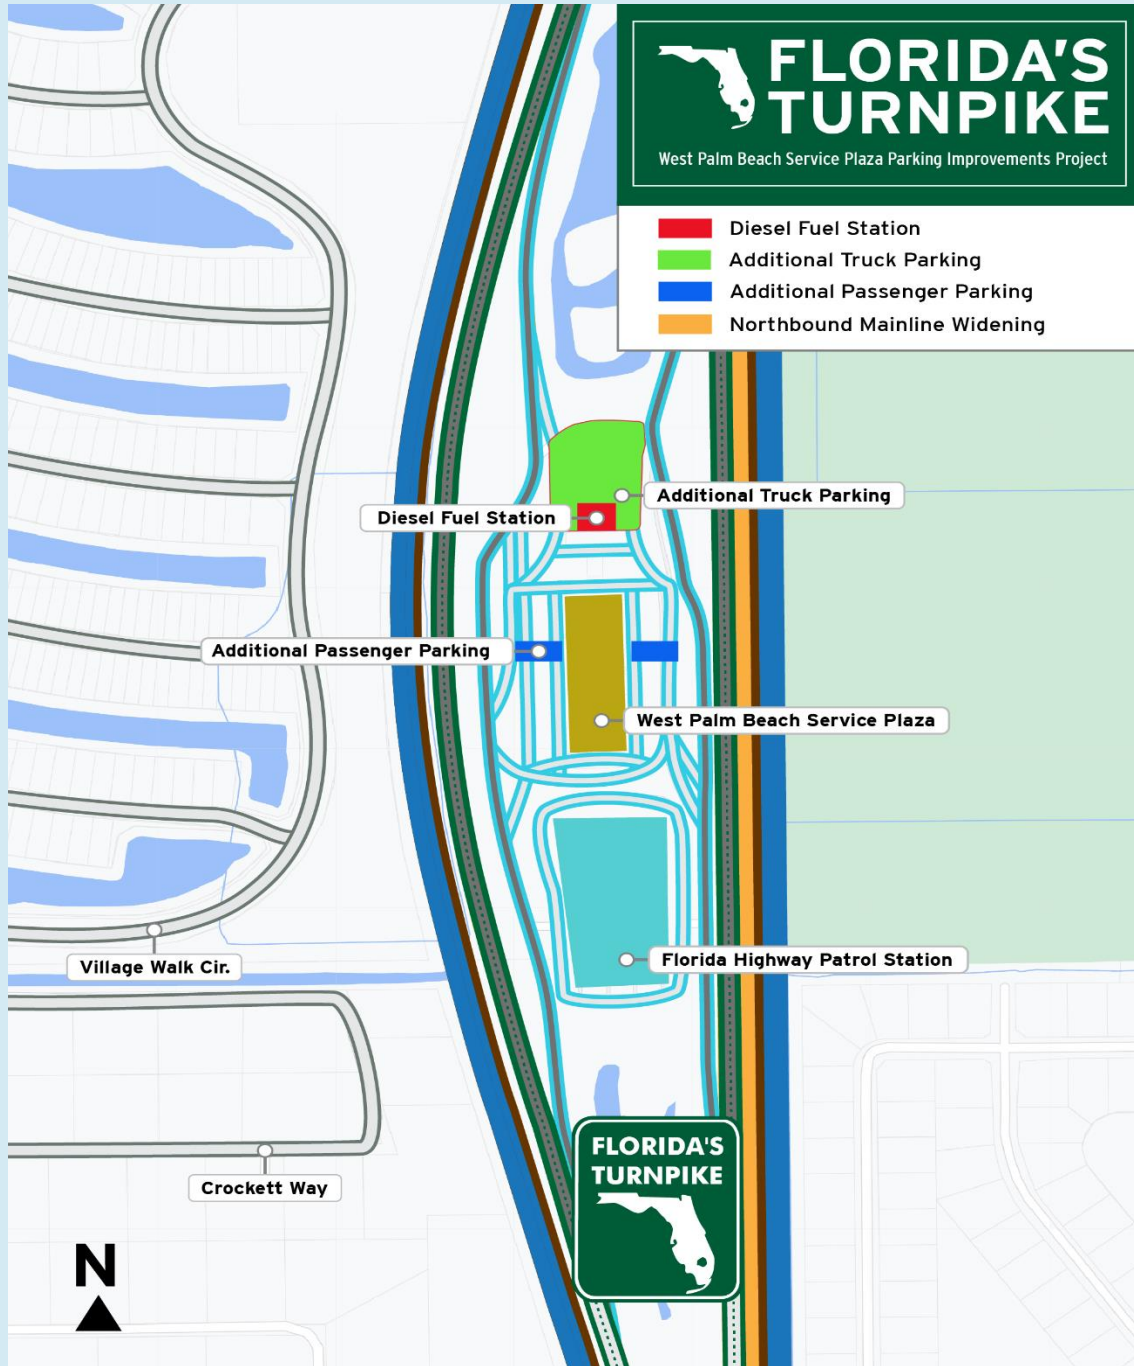 FLORIDA'S
TURNPIKE
West Palm Beach Service Plaza Parking Improvements Project
Diesel Fuel Station
Additional Truck Parking
Additional Passenger Parking
Northbound Mainline Widening
Additional Truck Parking
Diesel Fuel Station
Additional Passenger Parking
West Palm Beach Service Plaza
Florida Highway Patrol Station
Village Walk Cir.
FLORIDA'S
TURNPIKE
Crockett Way
N